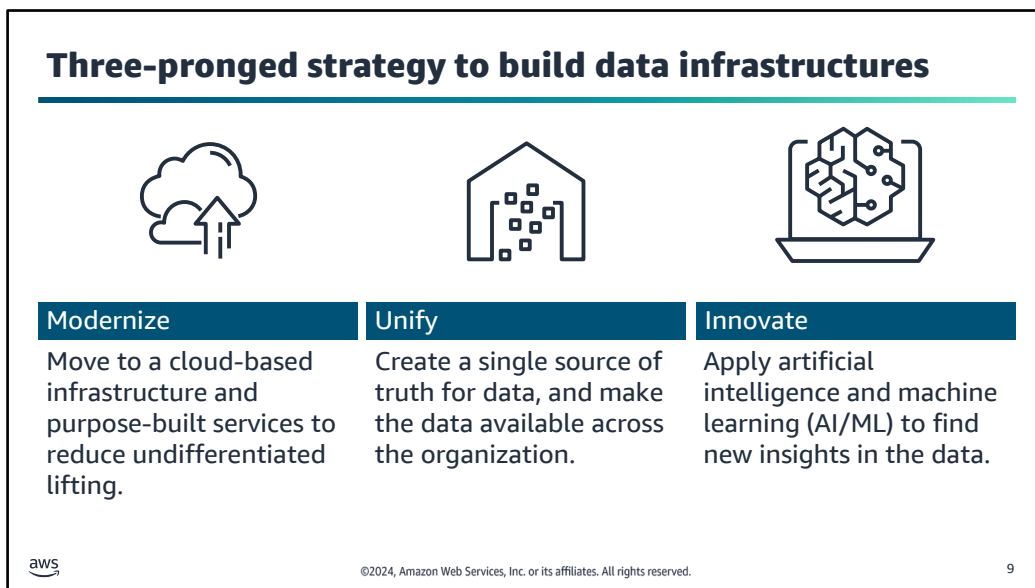 Three-pronged strategy to build data infrastructures
Modernize
Move to a cloud-based
infrastructure and
purpose-built services to
reduce undifferentiated
lifting.
Unify
Create a single source of
truth for data, and make
the data available across
the organization.
Innovate
Apply artificial
intelligence and machine
learning (AI/ML) to find
new insights in the data.
aws
©2024, Amazon Web Services, Inc. or its affiliates. All rights reserved.
9